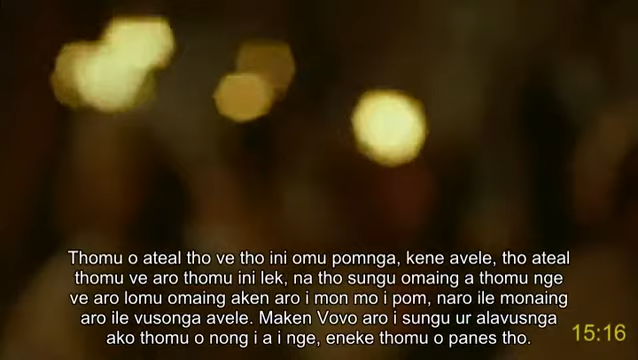 Thomu o ateal tho ve tho ini omu pomnga, kene avele, tho ateal
thomu ve aro thomu ini lek, na tho sungu omaing a thomu nge
ve aro lomu omaing aken aro i mon mo i pom, naro ile monaing
aro ile vusonga avele. Maken Vovo aro i sungu ur alavusnga
ako thomu o nong i a i nge, eneke thomu o panes tho.
15:16